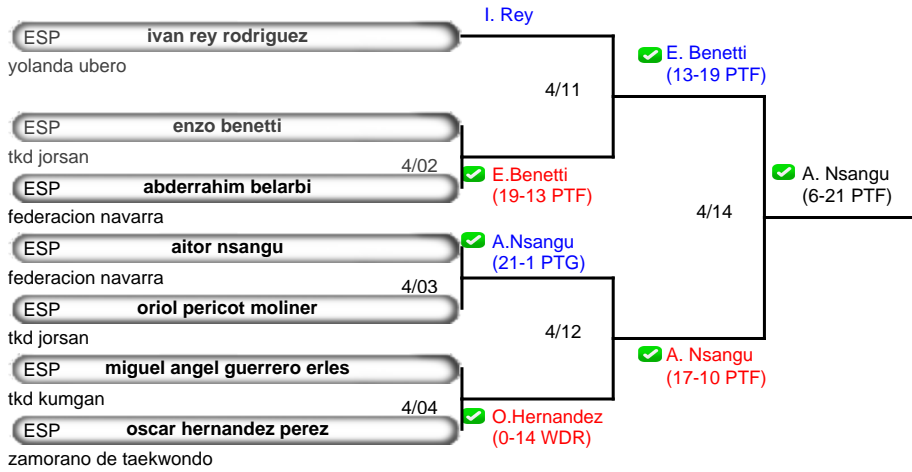 I. Rey
ESP ivan rey rodriguez
yolanda ubero
E. Benetti
(13-19 PTF)
4/11
ESP enzo benetti
tkd jorsan
4/02
E.Benetti
(19-13 PTF)
ESP abderrahim belarbi
federacion navarra
A. Nsangu
(6-21 PTF)
4/14
ESP aitor nsangu
federacion navarra
A.Nsangu
(21-1 PTG)
4/03
ESP oriol pericot moliner
tkd jorsan
4/12
ESP miguel angel guerrero erles
tkd kumgan
A. Nsangu
(17-10 PTF)
4/04
O.Hernandez
(0-14 WDR)
ESP oscar hernandez perez
zamorano de taekwondo